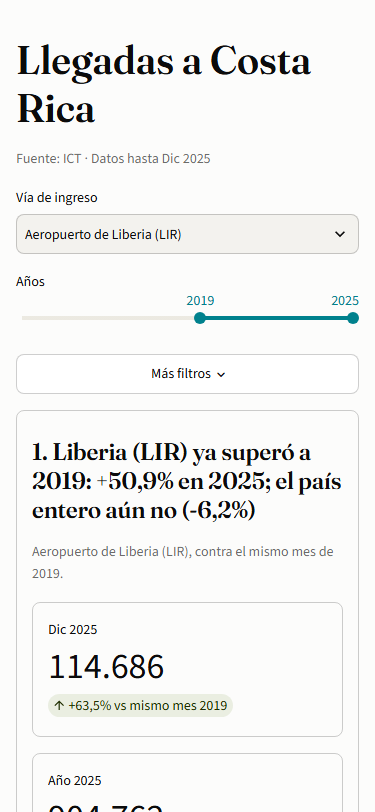 Llegadas a Costa
Rica
Fuente: ICT · Datos hasta Dic 2025
Vía de ingreso
Aeropuerto de Liberia (LIR)
Años
2019 2025
Más filtros
1. Liberia (LIR) ya superó a
2019: +50,9% en 2025; el país
entero aún no (-6,2%)
Aeropuerto de Liberia (LIR), contra el mismo mes de
2019.
Dic 2025
114.686
↑ +63,5% vs mismo mes 2019
Año 2025